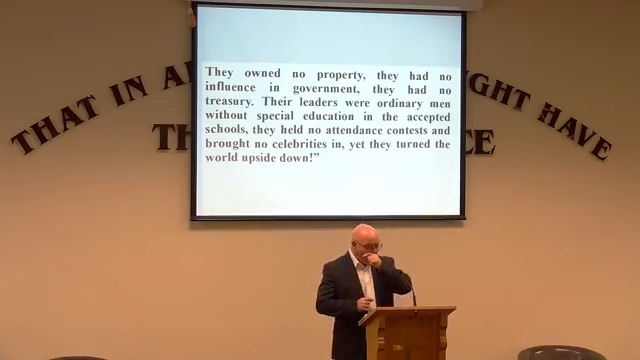 THAT IN A
GHT HAVE
TH
CE
They owned no property, they had no
influence in government, they had no
treasury. Their leaders were ordinary men
without special education in the accepted
schools, they held no attendance contests and
brought no celebrities in, yet they turned the
world upside down!”